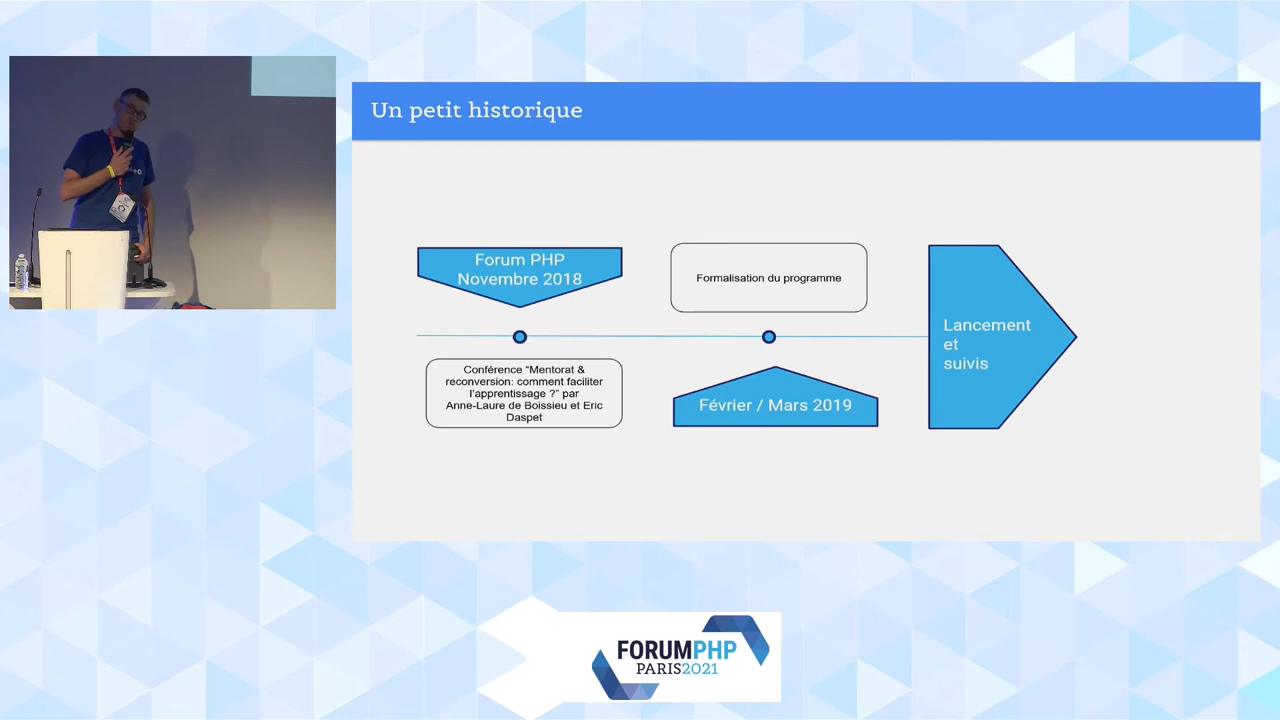 Un petit historique
Forum PHP
Novembre 2018
Formalisation du programme
Lancement
et
suivis
Conférence “Mentorat &
reconversion: comment faciliter
l’apprentissage ?” par
Anne-Laure de Boissieu et Eric
Daspet
Février / Mars 2019
FORUMPHP
PARIS2021